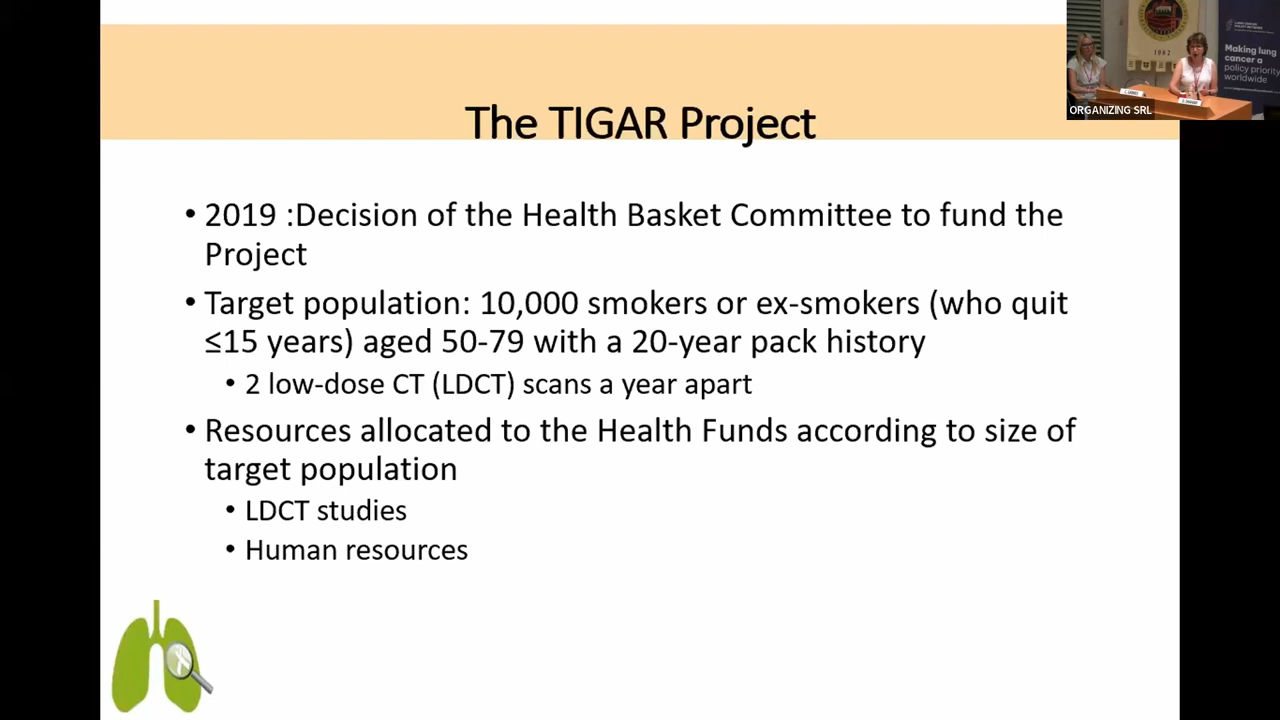 The TIGAR Project
• 2019 :Decision of the Health Basket Committee to fund the
Project
• Target population: 10,000 smokers or ex-smokers (who quit
≤15 years) aged 50-79 with a 20-year pack history
• 2 low-dose CT (LDCT) scans a year apart
• Resources allocated to the Health Funds according to size of
target population
• LDCT studies
• Human resources
1982
Making lung
cancer a
policy priority
worldwide
ORGANIZING SRL